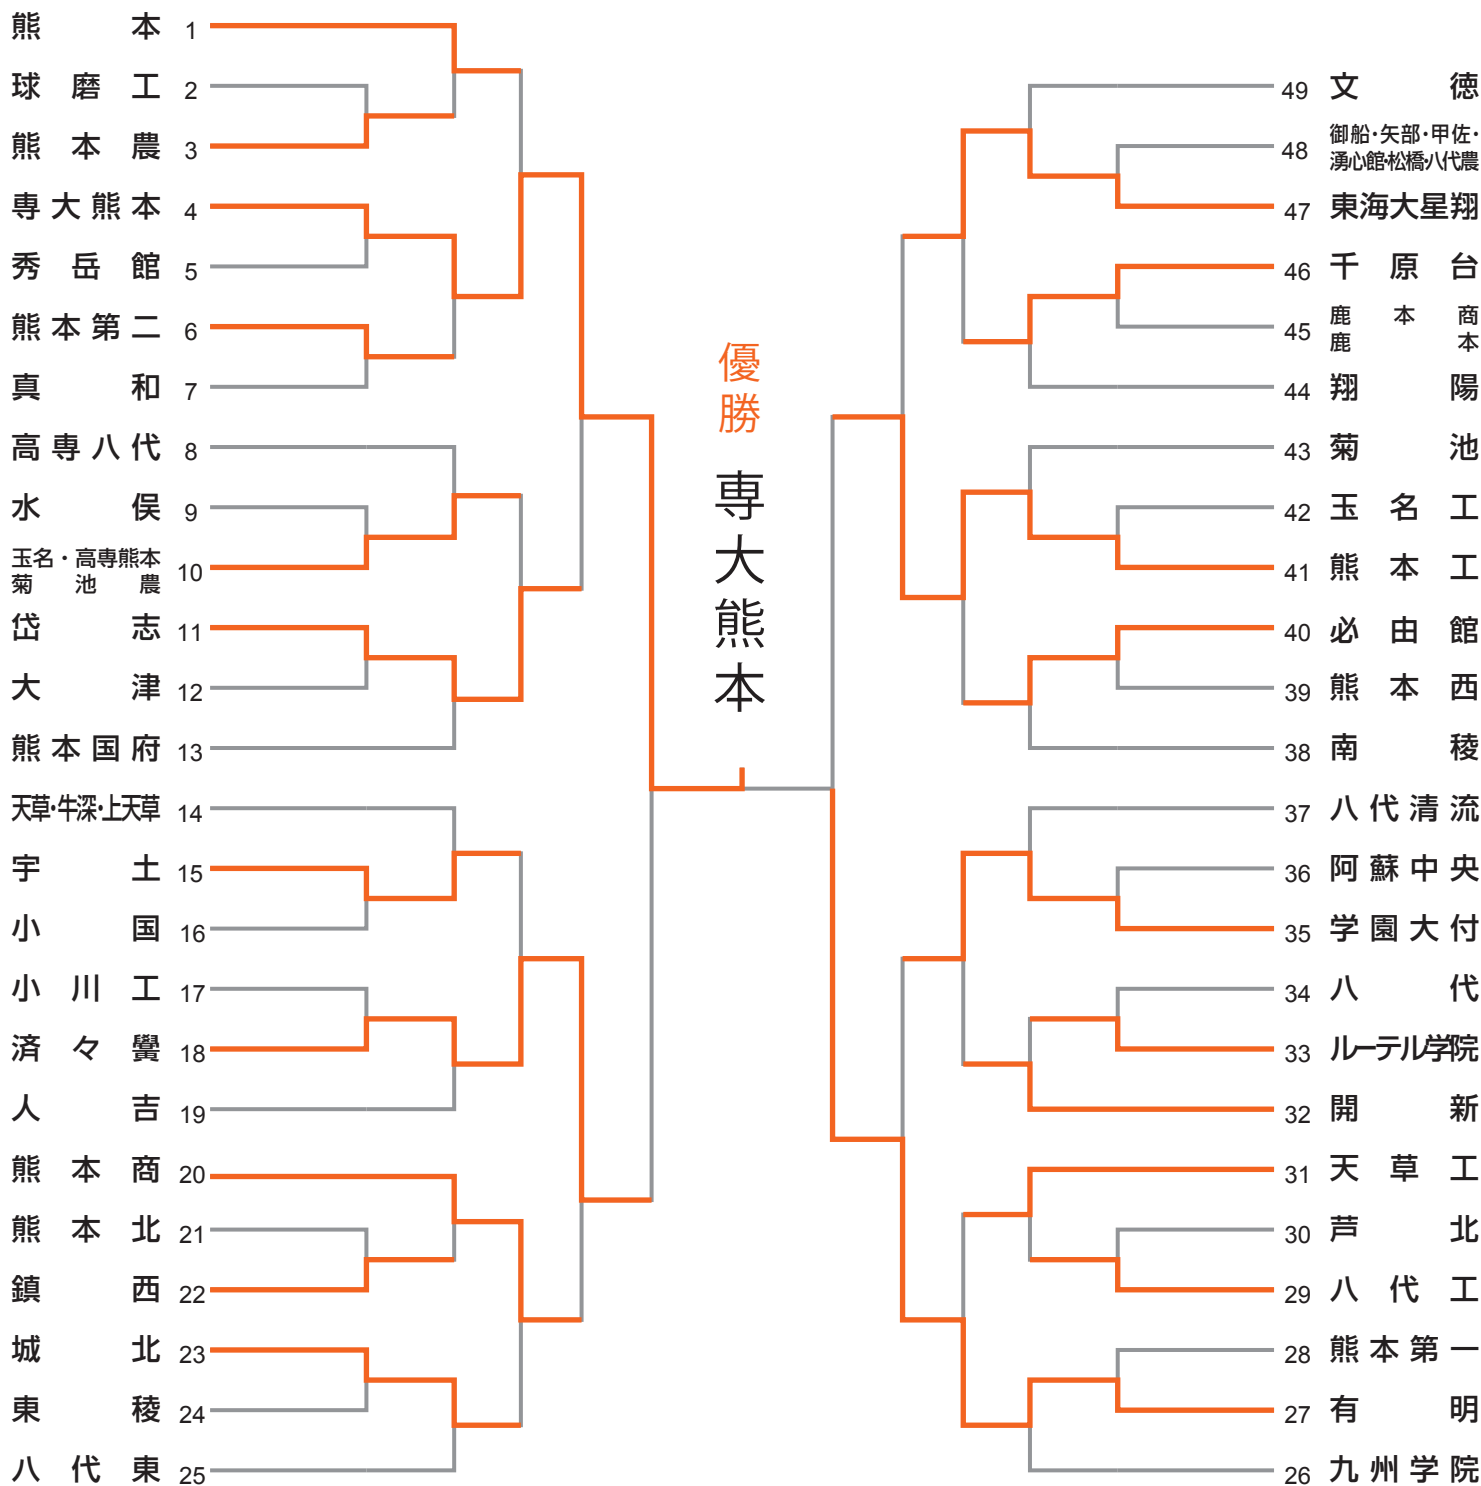 熊本 1
球磨工 2
熊本農 3
専大熊本 4
秀岳館 5
熊本第二 6
真和 7
高専八代 8
水俣 9
玉名・高専熊本
菊池農 10
岱志 11
大津 12
熊本国府 13
天草・牛深・上天草 14
宇土 15
小国 16
小川工 17
済々黌 18
人吉 19
熊本商 20
熊本北 21
鎮西 22
城北 23
東稜 24
八代東 25
優勝
専大熊本
49 文徳
48 御船・矢部・甲佐・
湧心館・松橋・八代農
47 東海大星翔
46 千原台
45 鹿本商
鹿本
44 翔陽
43 菊池
42 玉名工
41 熊本工
40 必由館
39 熊本西
38 南稜
37 八代清流
36 阿蘇中央
35 学園大付
34 八代
33 ルーテル学院
32 開新
31 天草工
30 芦北
29 八代工
28 熊本第一
27 有明
26 九州学院